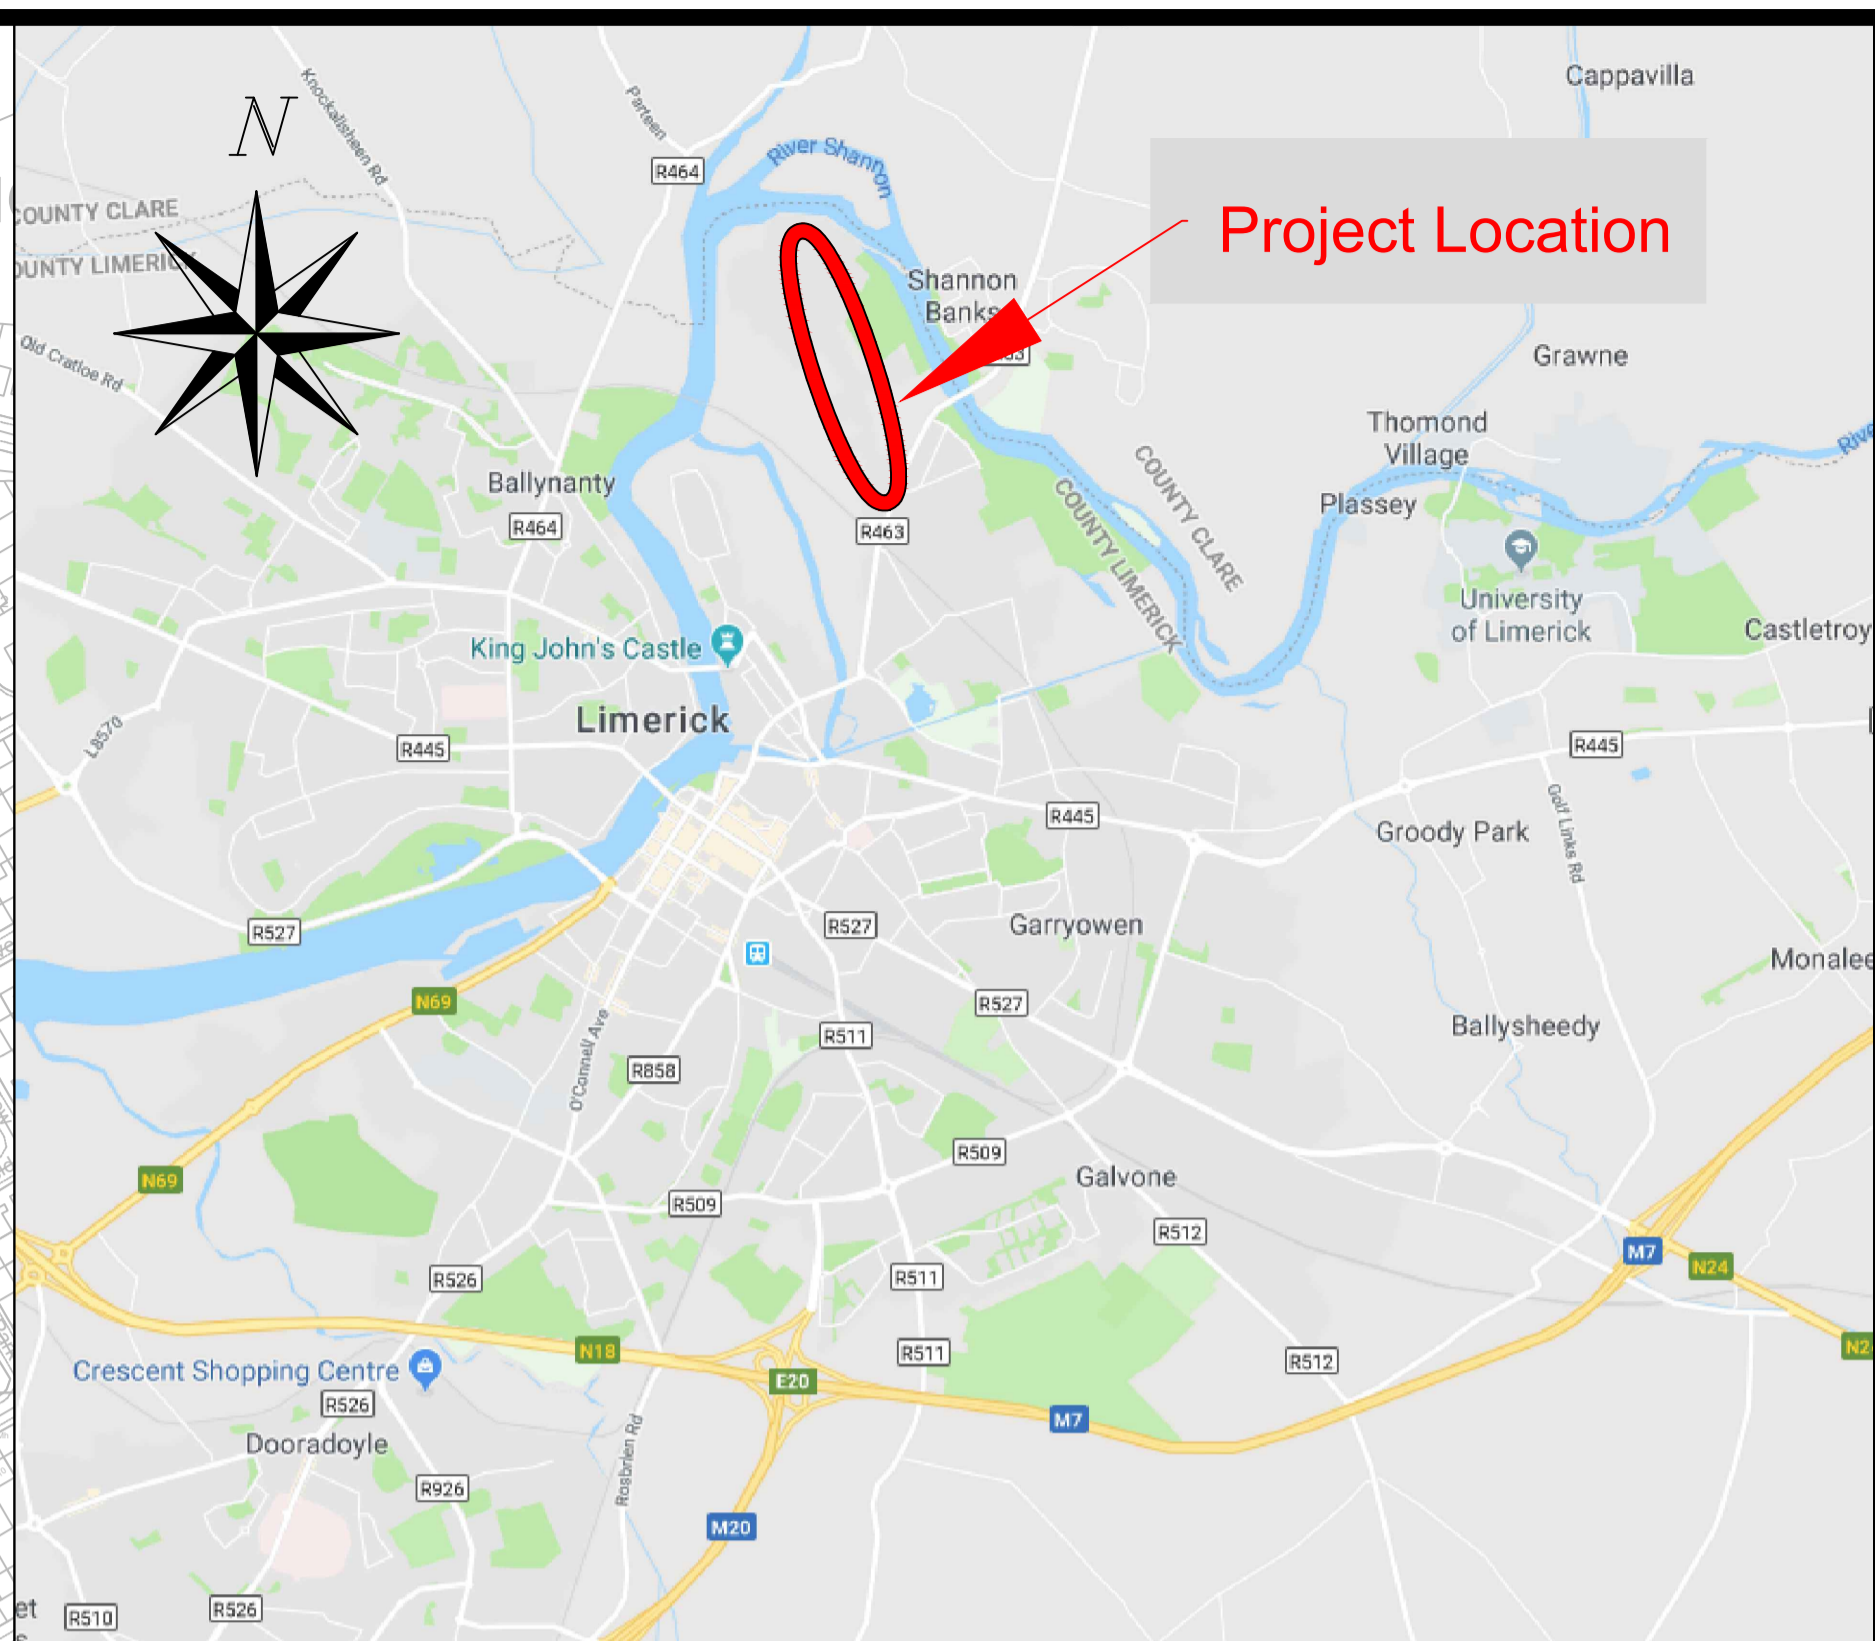 Cappavilla
N
Knockalisheen Rd
Parteen
River Shannon
R464
Project Location
COUNTY CLARE
OUNTY LIMERICK
Shannon
Banks
Old Cratloe Rd
Grawne
Thomond
Village
Ballynanty
Plassey
COUNTY CLARE
COUNTY LIMERICK
R464
R463
University
of Limerick
Castletroy
King John's Castle
Limerick
L8570
R445
R445
R445
Golf Links Rd
Groody Park
R527
R527
Garryowen
Monalee
N69
R527
Ballysheedy
O'Connell Ave
R511
R858
R509
N69
Galvone
R509
R512
M7
N24
R526
R511
N18
R511
R512
Crescent Shopping Centre
E20
R526
M7
Dooradoyle
Rosbrien Rd
R926
M20
R526
R510